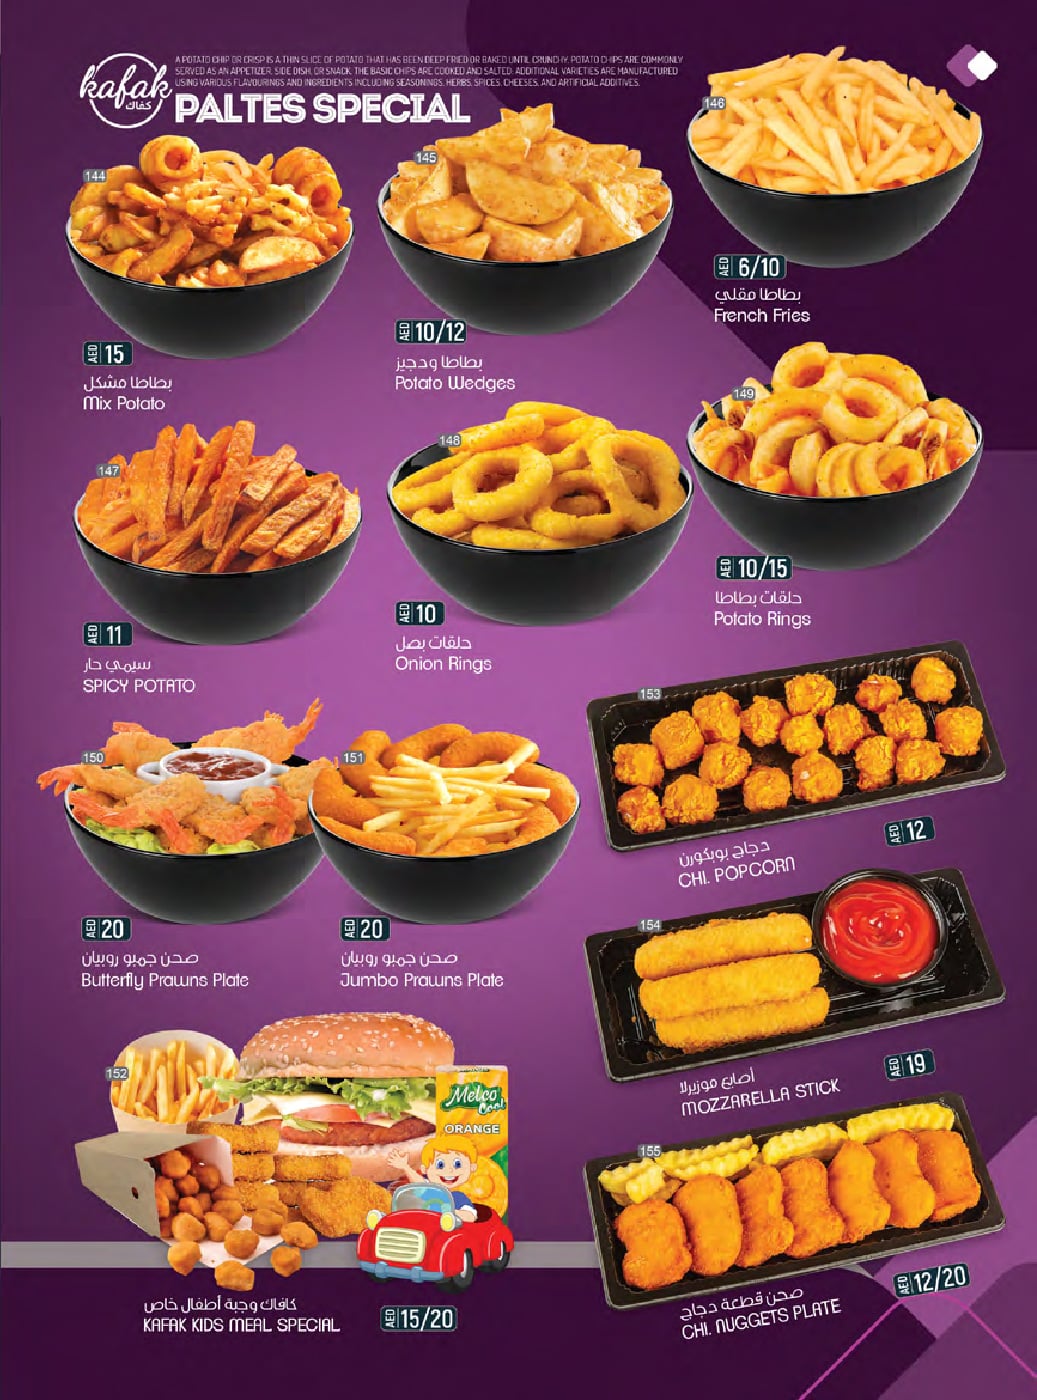 kafak
كفاك
A POTATO CHIP OR CRISP IS A THIN SLICE OF POTATO THAT HAS BEEN DEEP FRIED OR BAKED UNTIL CRUNCHY. POTATO CHIPS ARE COMMONLY
SERVED AS AN APPETIZER, SIDE DISH, OR SNACK. THE BASIC CHIPS ARE COOKED AND SALTED; ADDITIONAL VARIETIES ARE MANUFACTURED
USING VARIOUS FLAVOURINGS AND INGREDIENTS INCLUDING SEASONINGS, HERBS, SPICES, CHEESES, AND ARTIFICIAL ADDITIVES.
PALTES SPECIAL
144
AED 15
بطاطا مشكل
Mix Potato
145
AED 10/12
بطاطا ودجيز
Potato Wedges
146
AED 6/10
بطاطا مقلي
French Fries
147
AED 11
سيمي حار
SPICY POTATO
148
AED 10
حلقات بصل
Onion Rings
149
AED 10/15
حلقات بطاطا
Potato Rings
150
AED 20
صحن جمبو روبيان
Butterfly Prawns Plate
151
AED 20
صحن جمبو روبيان
Jumbo Prawns Plate
153
AED 12
دجاج بوبكورن
CHI. POPCORN
154
AED 19
أصابع موزيرلا
MOZZARELLA STICK
152
Melco
Cool
ORANGE
كافاك وجبة أطفال خاص
KAFAK KIDS MEAL SPECIAL
AED 15/20
155
AED 12/20
صحن قطعة دجاج
CHI. NUGGETS PLATE